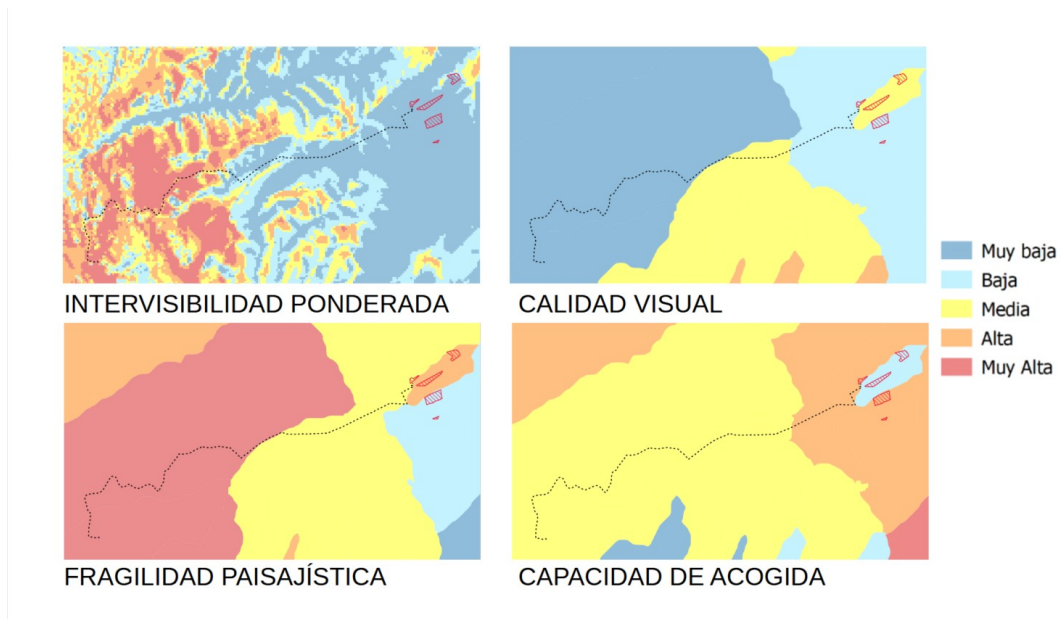 INTERVISIBILIDAD PONDERADA
CALIDAD VISUAL
Muy baja
Baja
Media
Alta
Muy Alta
FRAGILIDAD PAISAJÍSTICA
CAPACIDAD DE ACOGIDA